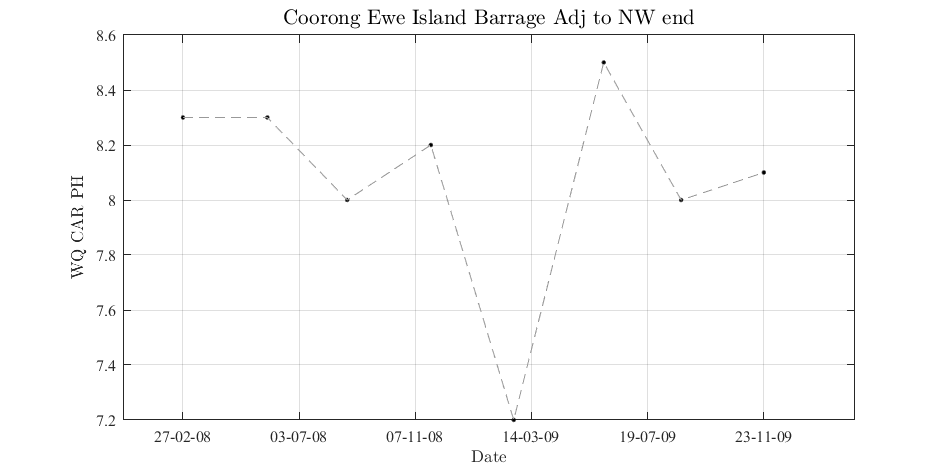 Coorong Ewe Island Barrage Adj to NW end
8.6
8.4
8.2
8
7.8
7.6
7.4
7.2
WQ CAR PH
27-02-08 03-07-08 07-11-08 14-03-09 19-07-09 23-11-09
Date